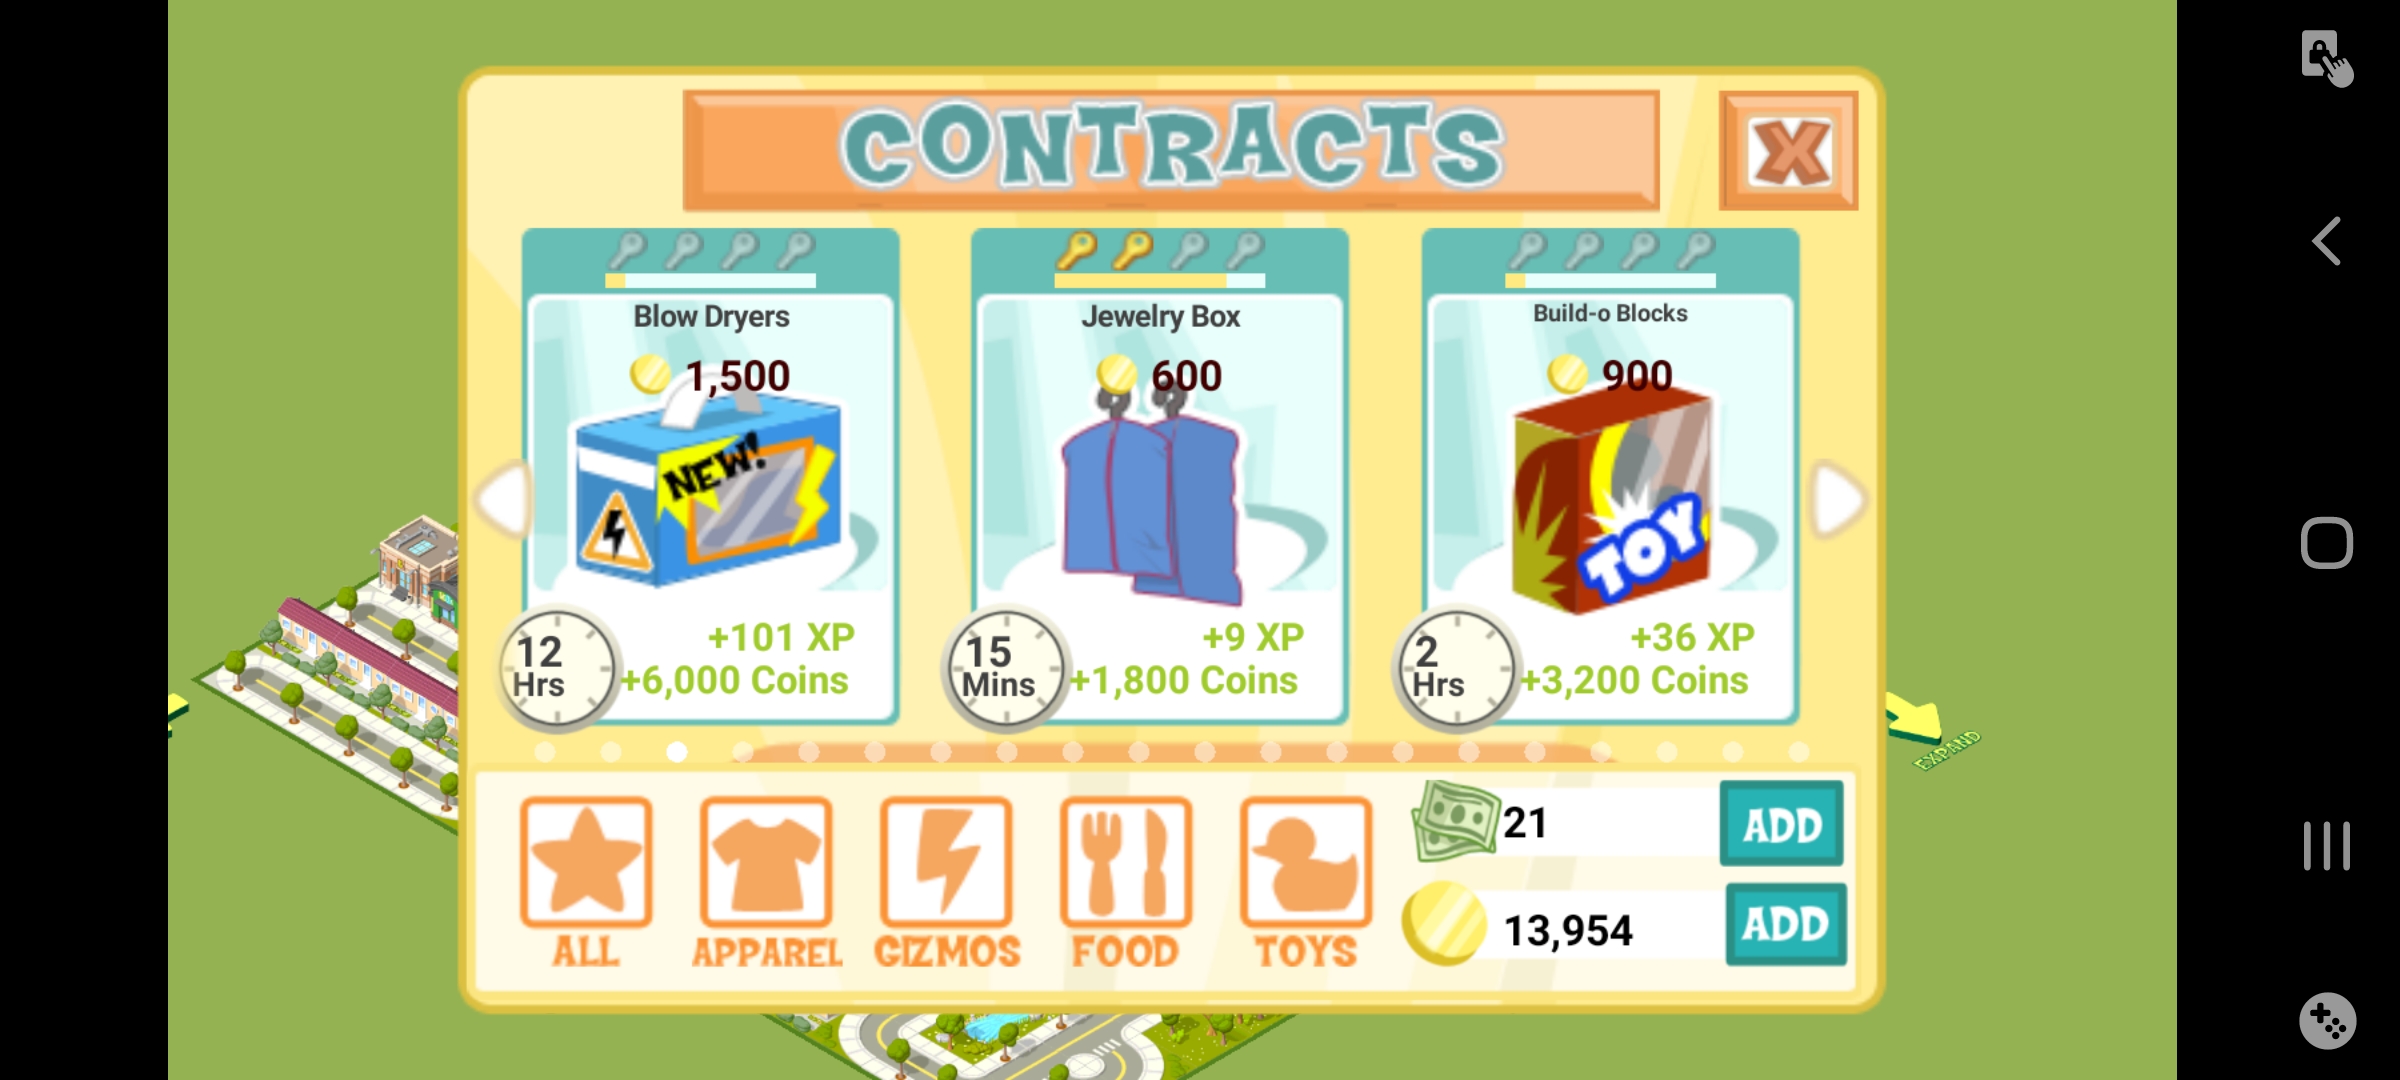 CONTRACTS
X
Blow Dryers
1,500
NEW!
12
Hrs
+101 XP
+6,000 Coins
Jewelry Box
600
15
Mins
+9 XP
+1,800 Coins
Build-o Blocks
900
TOY
2
Hrs
+36 XP
+3,200 Coins
EXPAND
ALL
APPAREL
GIZMOS
FOOD
TOYS
21
ADD
13,954
ADD